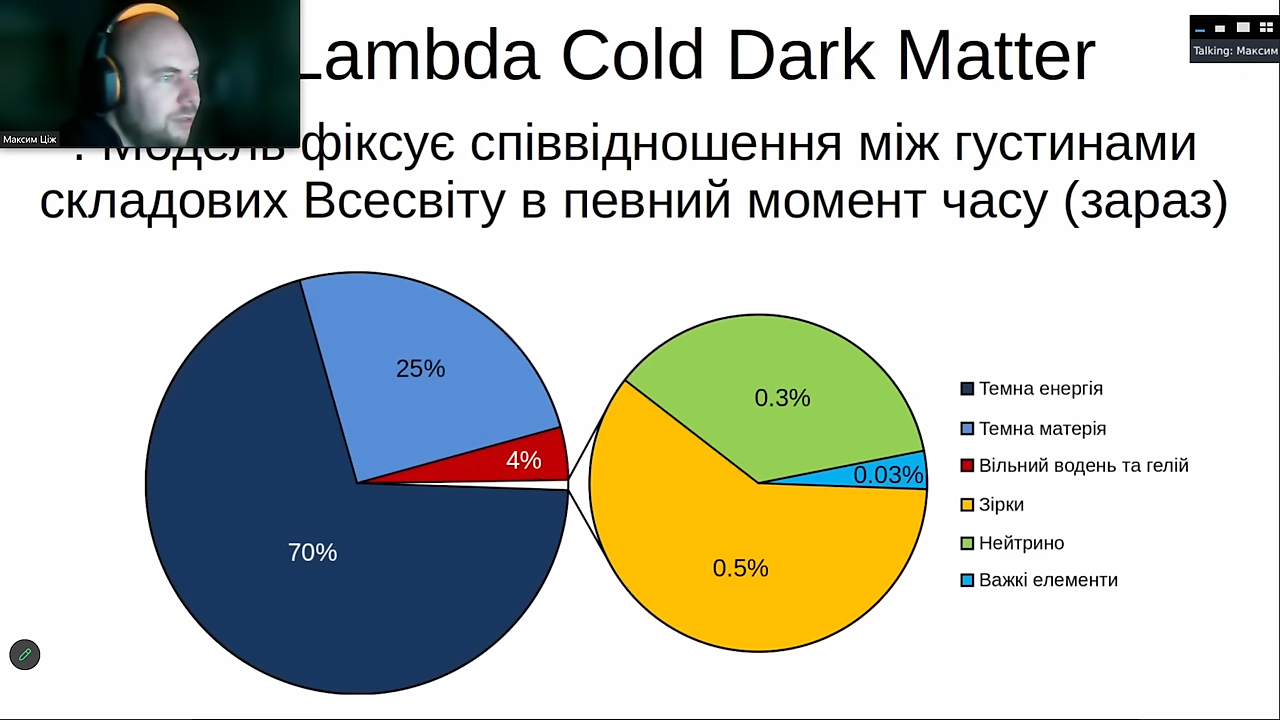 Lambda Cold Dark Matter
Talking: Максим
Максим Ціж
: Модель фіксує співвідношення між густинами
складових Всесвіту в певний момент часу (зараз)
25%
4%
70%
0.3%
0.03%
0.5%
Темна енергія
Темна матерія
Вільний водень та гелій
Зірки
Нейтрино
Важкі елементи